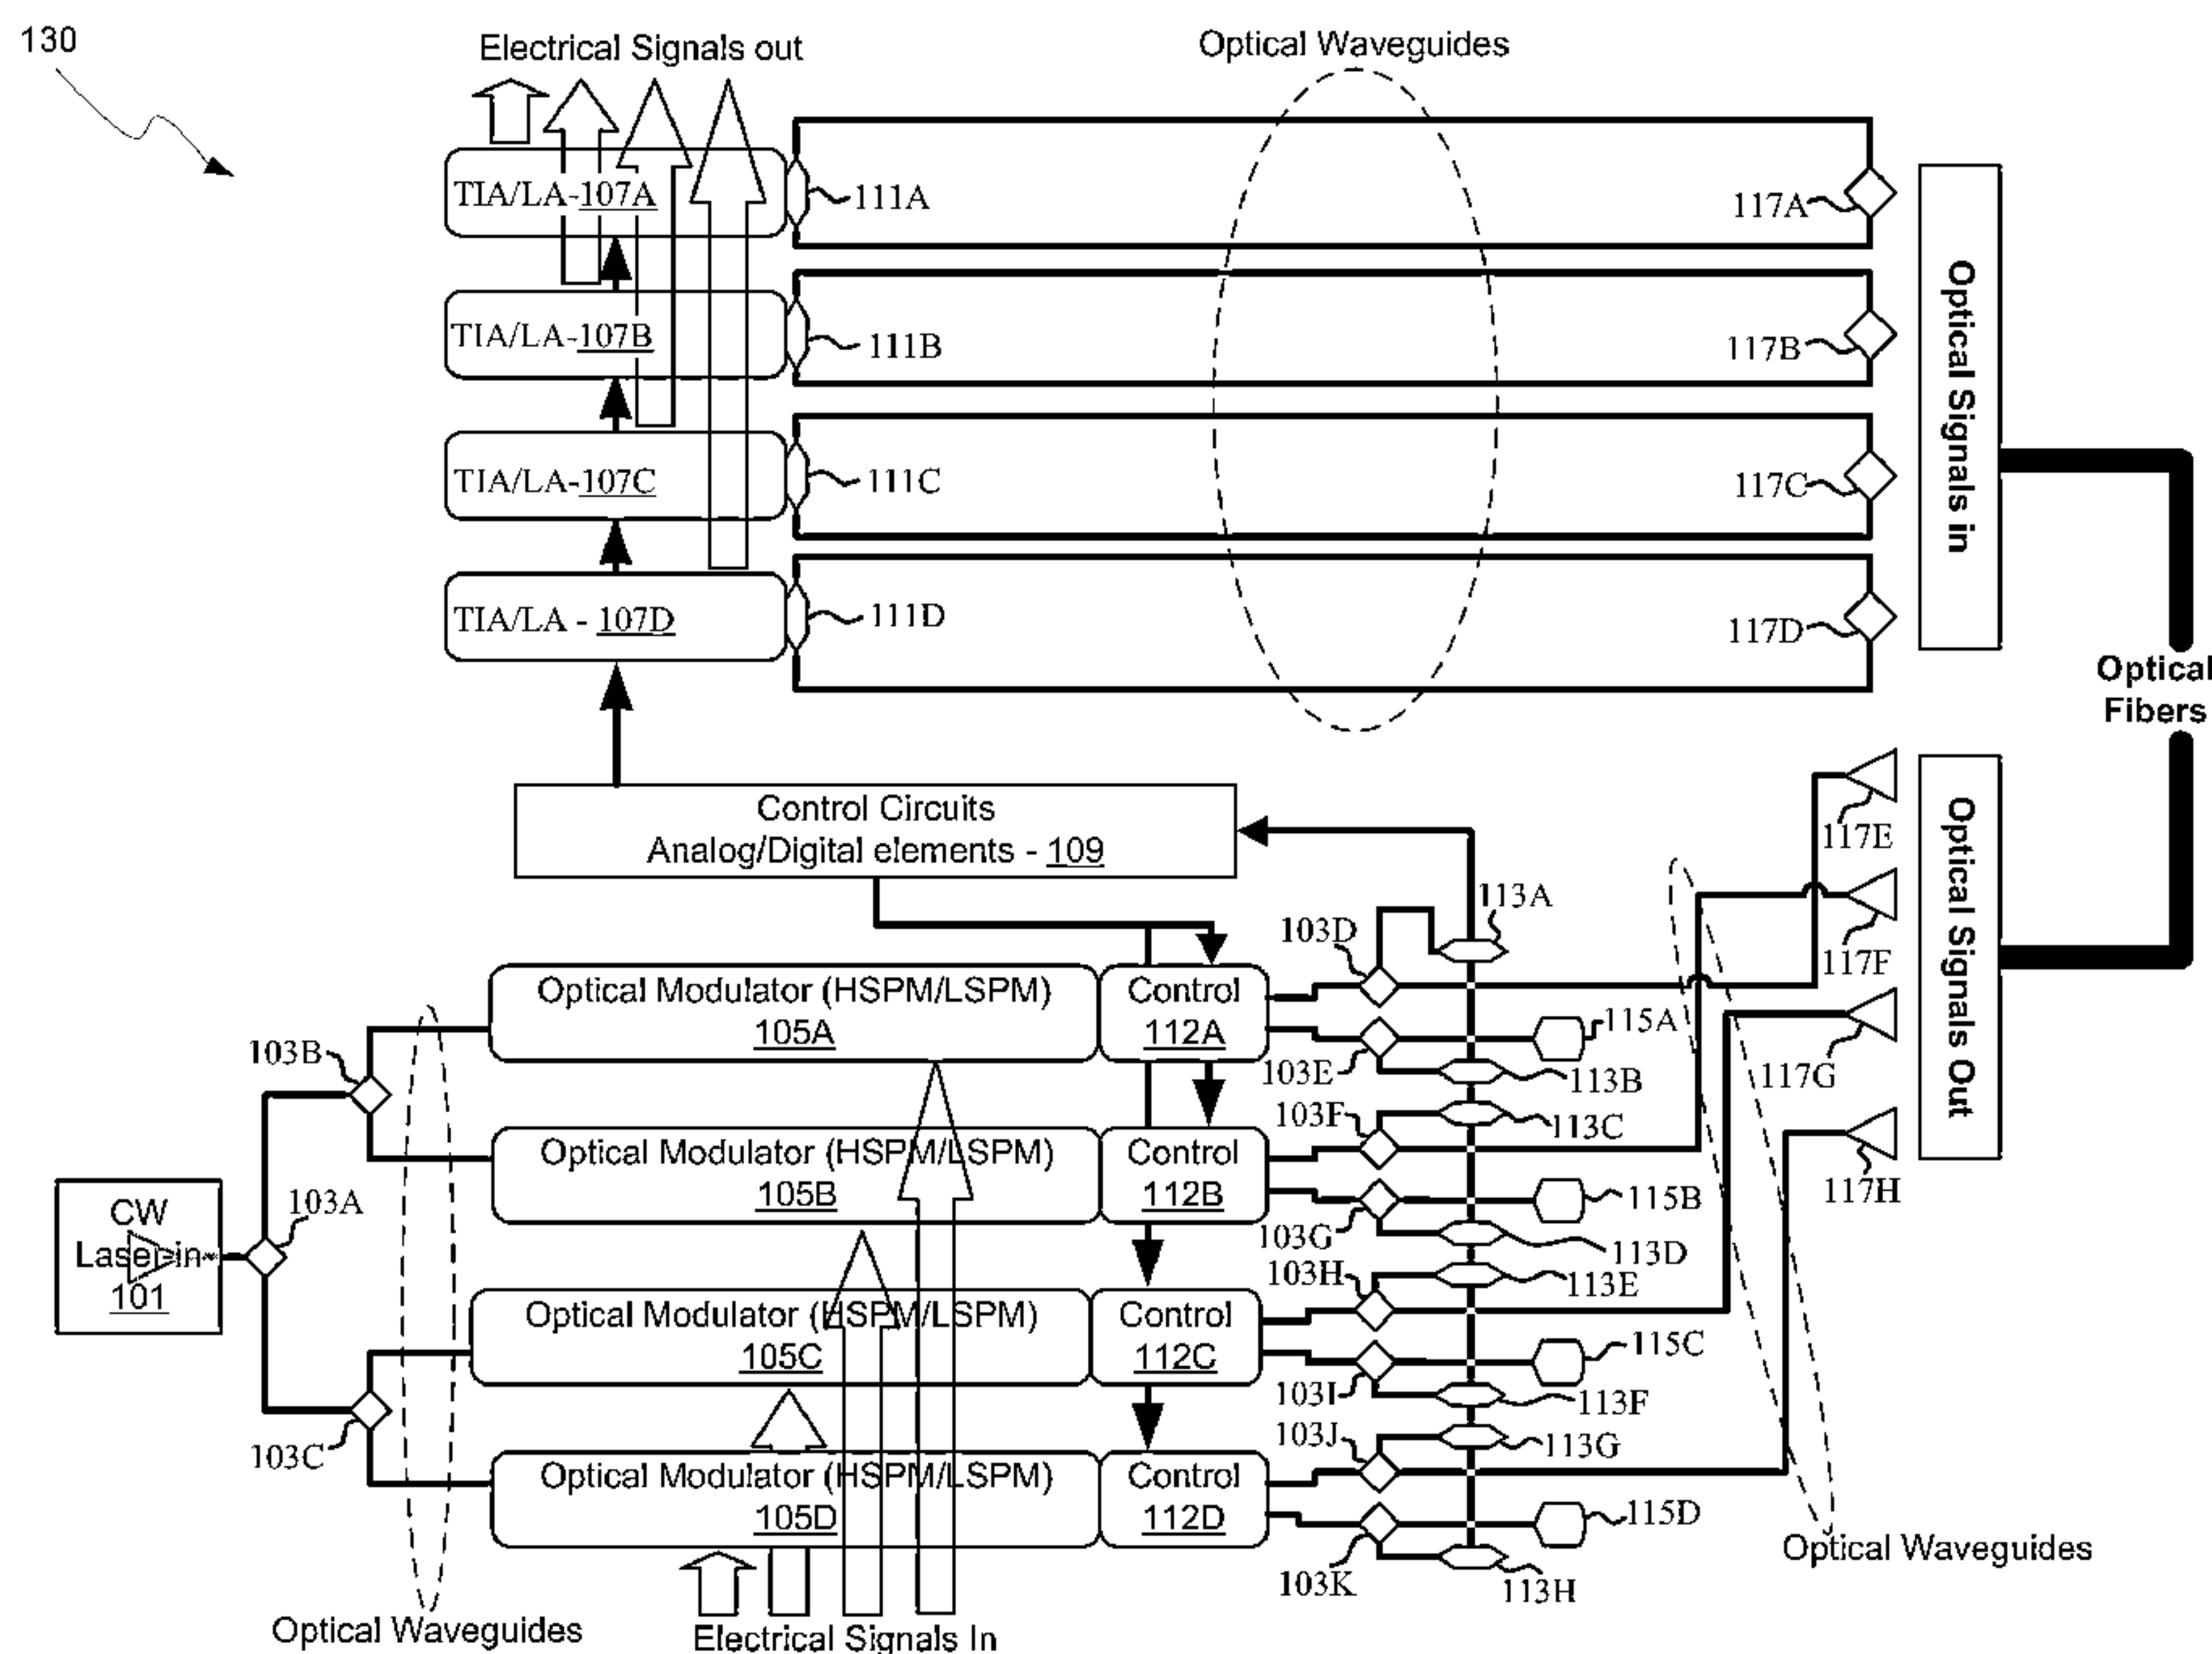 130
Electrical Signals out
Optical Waveguides
TIA/LA-107A
111A
117A
TIA/LA-107B
111B
117B
TIA/LA-107C
111C
117C
TIA/LA - 107D
111D
117D
Optical Signals in
Optical
Fibers
Control Circuits
Analog/Digital elements - 109
117E
117F
117G
117H
Optical Signals Out
113A
103D
Optical Modulator (HSPM/LSPM)
105A
Control
112A
115A
103E
113B
103B
103F
113C
Optical Modulator (HSPM/LSPM)
105B
Control
112B
115B
103G
113D
CW
Laser in
101
103A
103H
113E
Optical Modulator (HSPM/LSPM)
105C
Control
112C
115C
103I
113F
103C
103J
113G
Optical Modulator (HSPM/LSPM)
105D
Control
112D
115D
103K
113H
Optical Waveguides
Optical Waveguides
Electrical Signals In